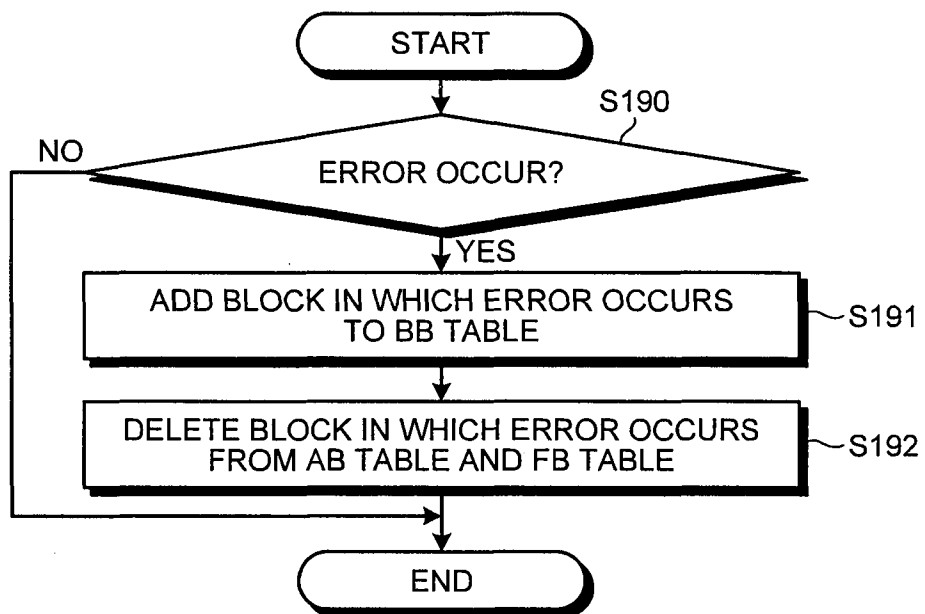 START
S190
NO
ERROR OCCUR?
YES
ADD BLOCK IN WHICH ERROR OCCURS
TO BB TABLE
S191
DELETE BLOCK IN WHICH ERROR OCCURS
FROM AB TABLE AND FB TABLE
S192
END